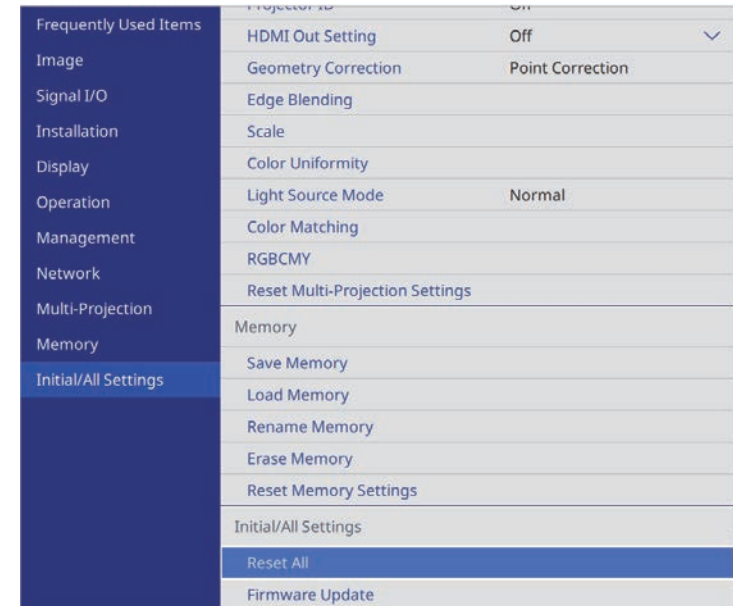 Frequently Used Items
Image
Signal I/O
Installation
Display
Operation
Management
Network
Multi-Projection
Memory
Initial/All Settings
Projector ID Off
HDMI Out Setting Off
Geometry Correction Point Correction
Edge Blending
Scale
Color Uniformity
Light Source Mode Normal
Color Matching
RGBCMY
Reset Multi-Projection Settings
Memory
Save Memory
Load Memory
Rename Memory
Erase Memory
Reset Memory Settings
Initial/All Settings
Reset All
Firmware Update